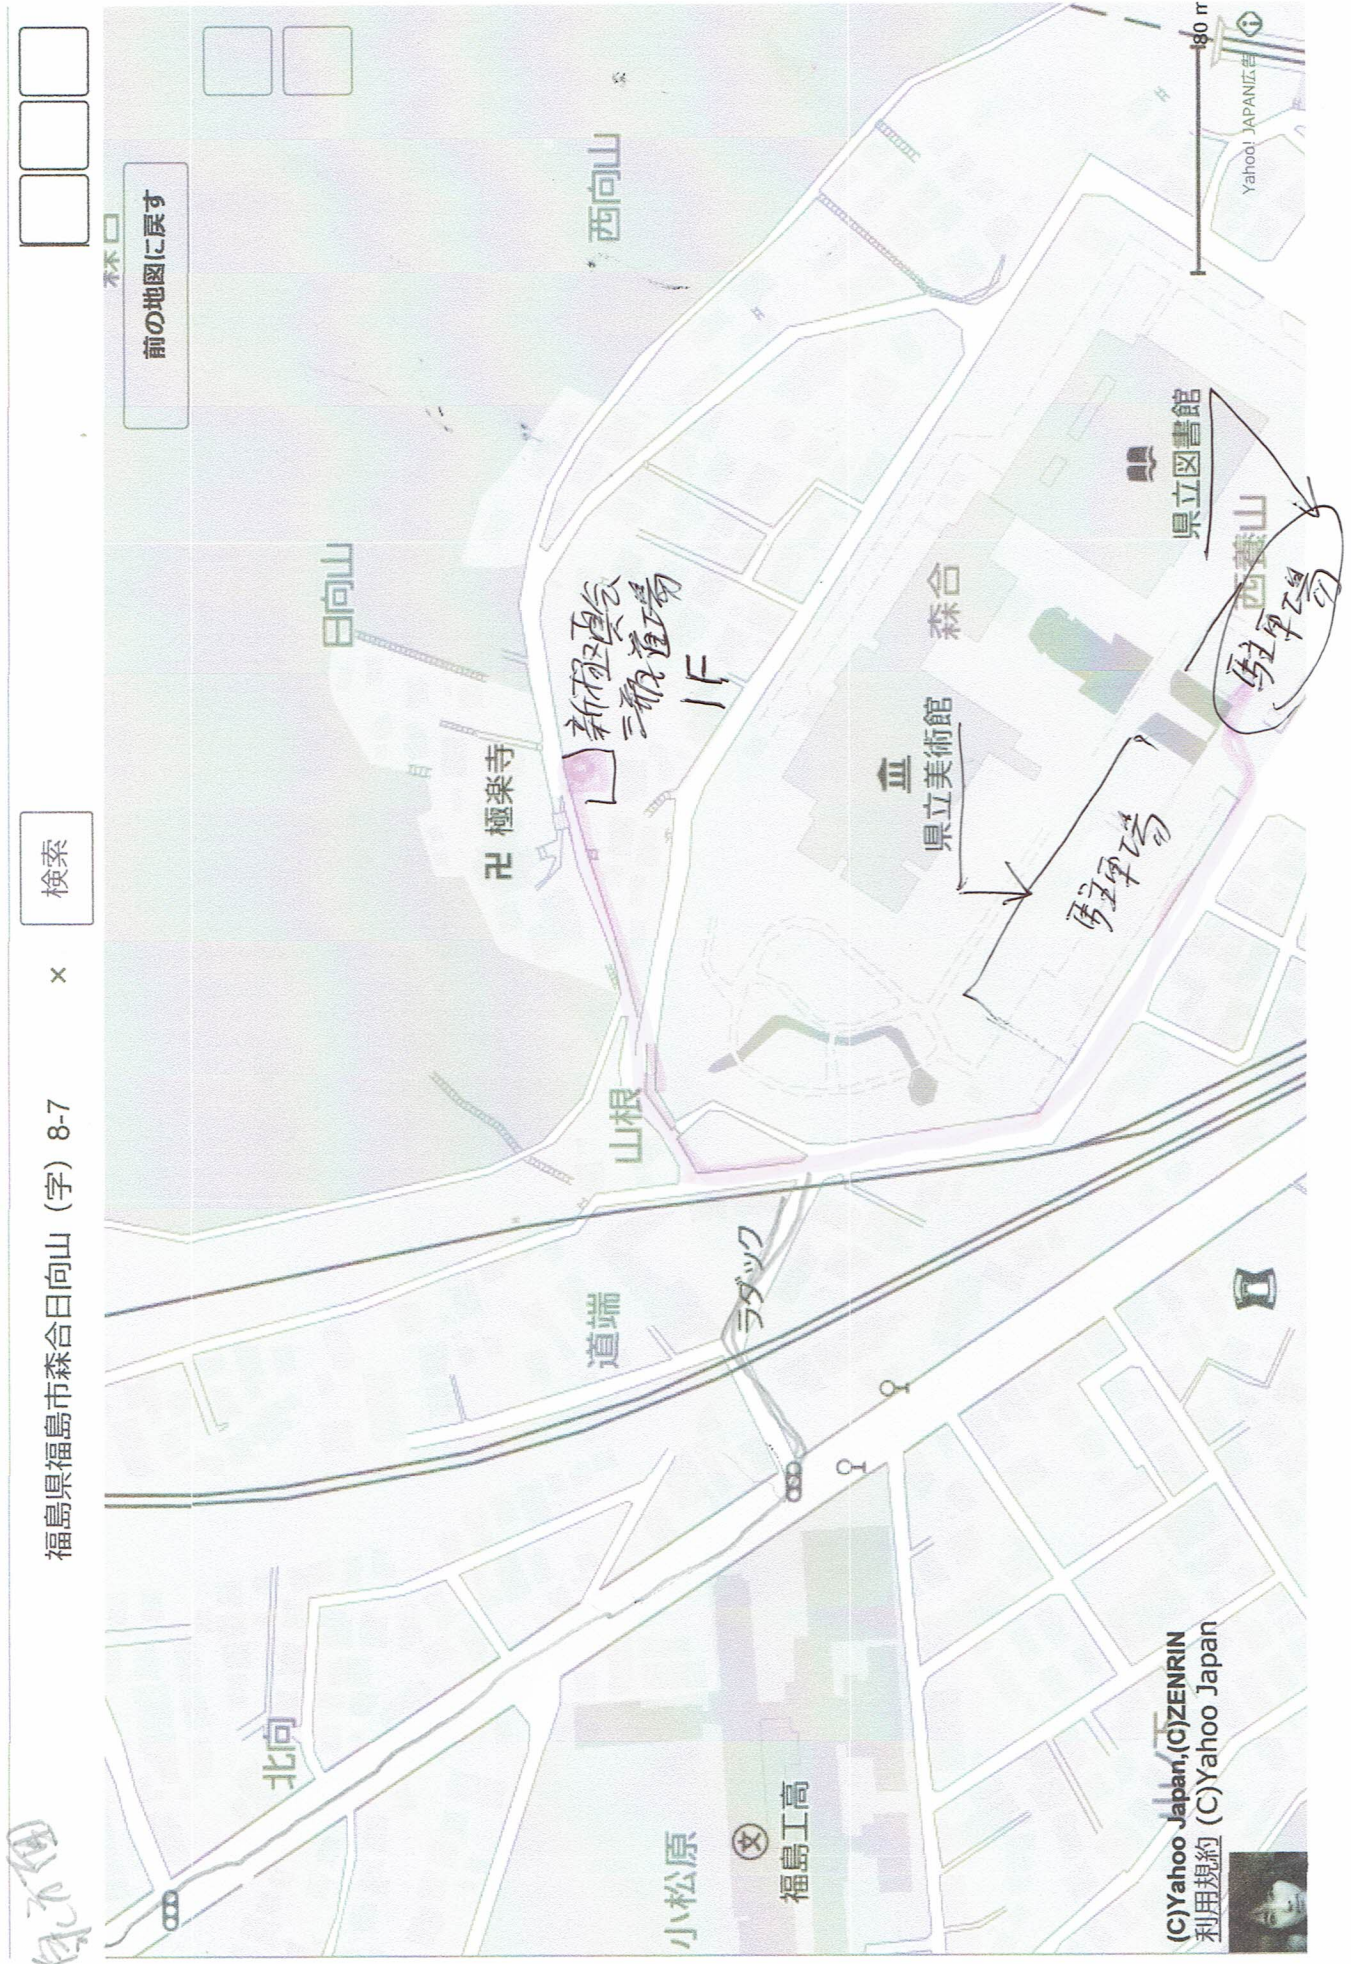 福島県福島市森合日向山（字）8-7
×
検索
前の地図に戻す
北向
日向山
極楽寺
西向山
道端
山根
新極真会
三瓶道場
1F
小松原
福島工高
ラダック
県立美術館
森合
駐車場
県立図書館
西養山
駐車場
(C)Yahoo Japan,(C)ZENRIN
利用規約 (C)Yahoo Japan
80 m
Yahoo! JAPAN広告